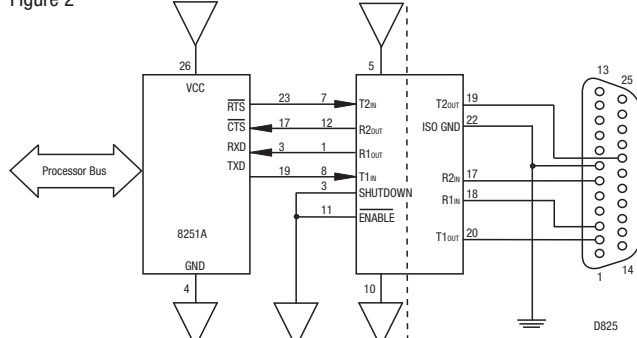 Figure 2
26
VCC
RTS
23
7
T2IN
CTS
17
12
R2OUT
RXD
3
1
R1OUT
TXD
19
8
T1IN
3
SHUTDOWN
11
ENABLE
Processor Bus
8251A
GND
4
5
T2OUT
19
ISO GND
22
R2IN
17
R1IN
18
T1OUT
20
10
13
25
1
14
D825